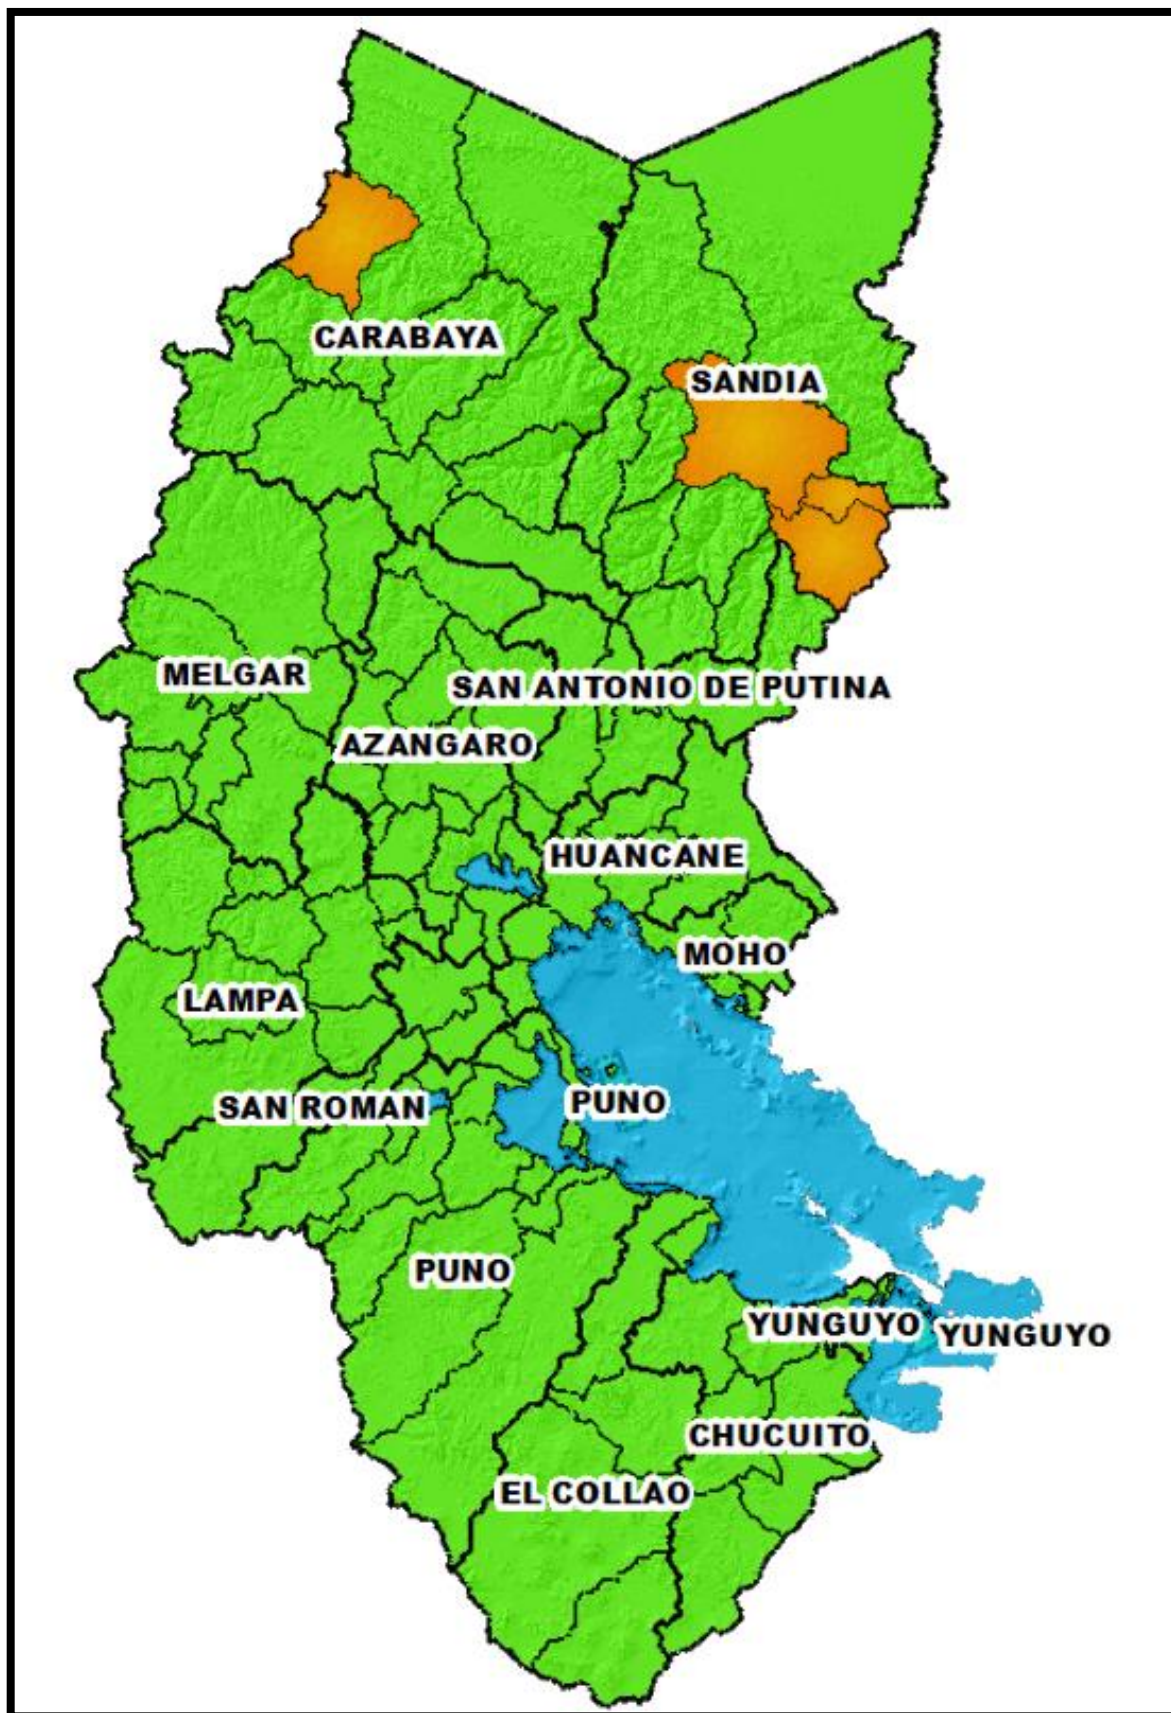 CARABAYA
SANDIA
MELGAR
SAN ANTONIO DE PUTINA
AZANGARO
HUANCANE
MOHO
LAMPA
SAN ROMAN
PUNO
PUNO
YUNGUYO
YUNGUYO
CHUCUITO
EL COLLAO